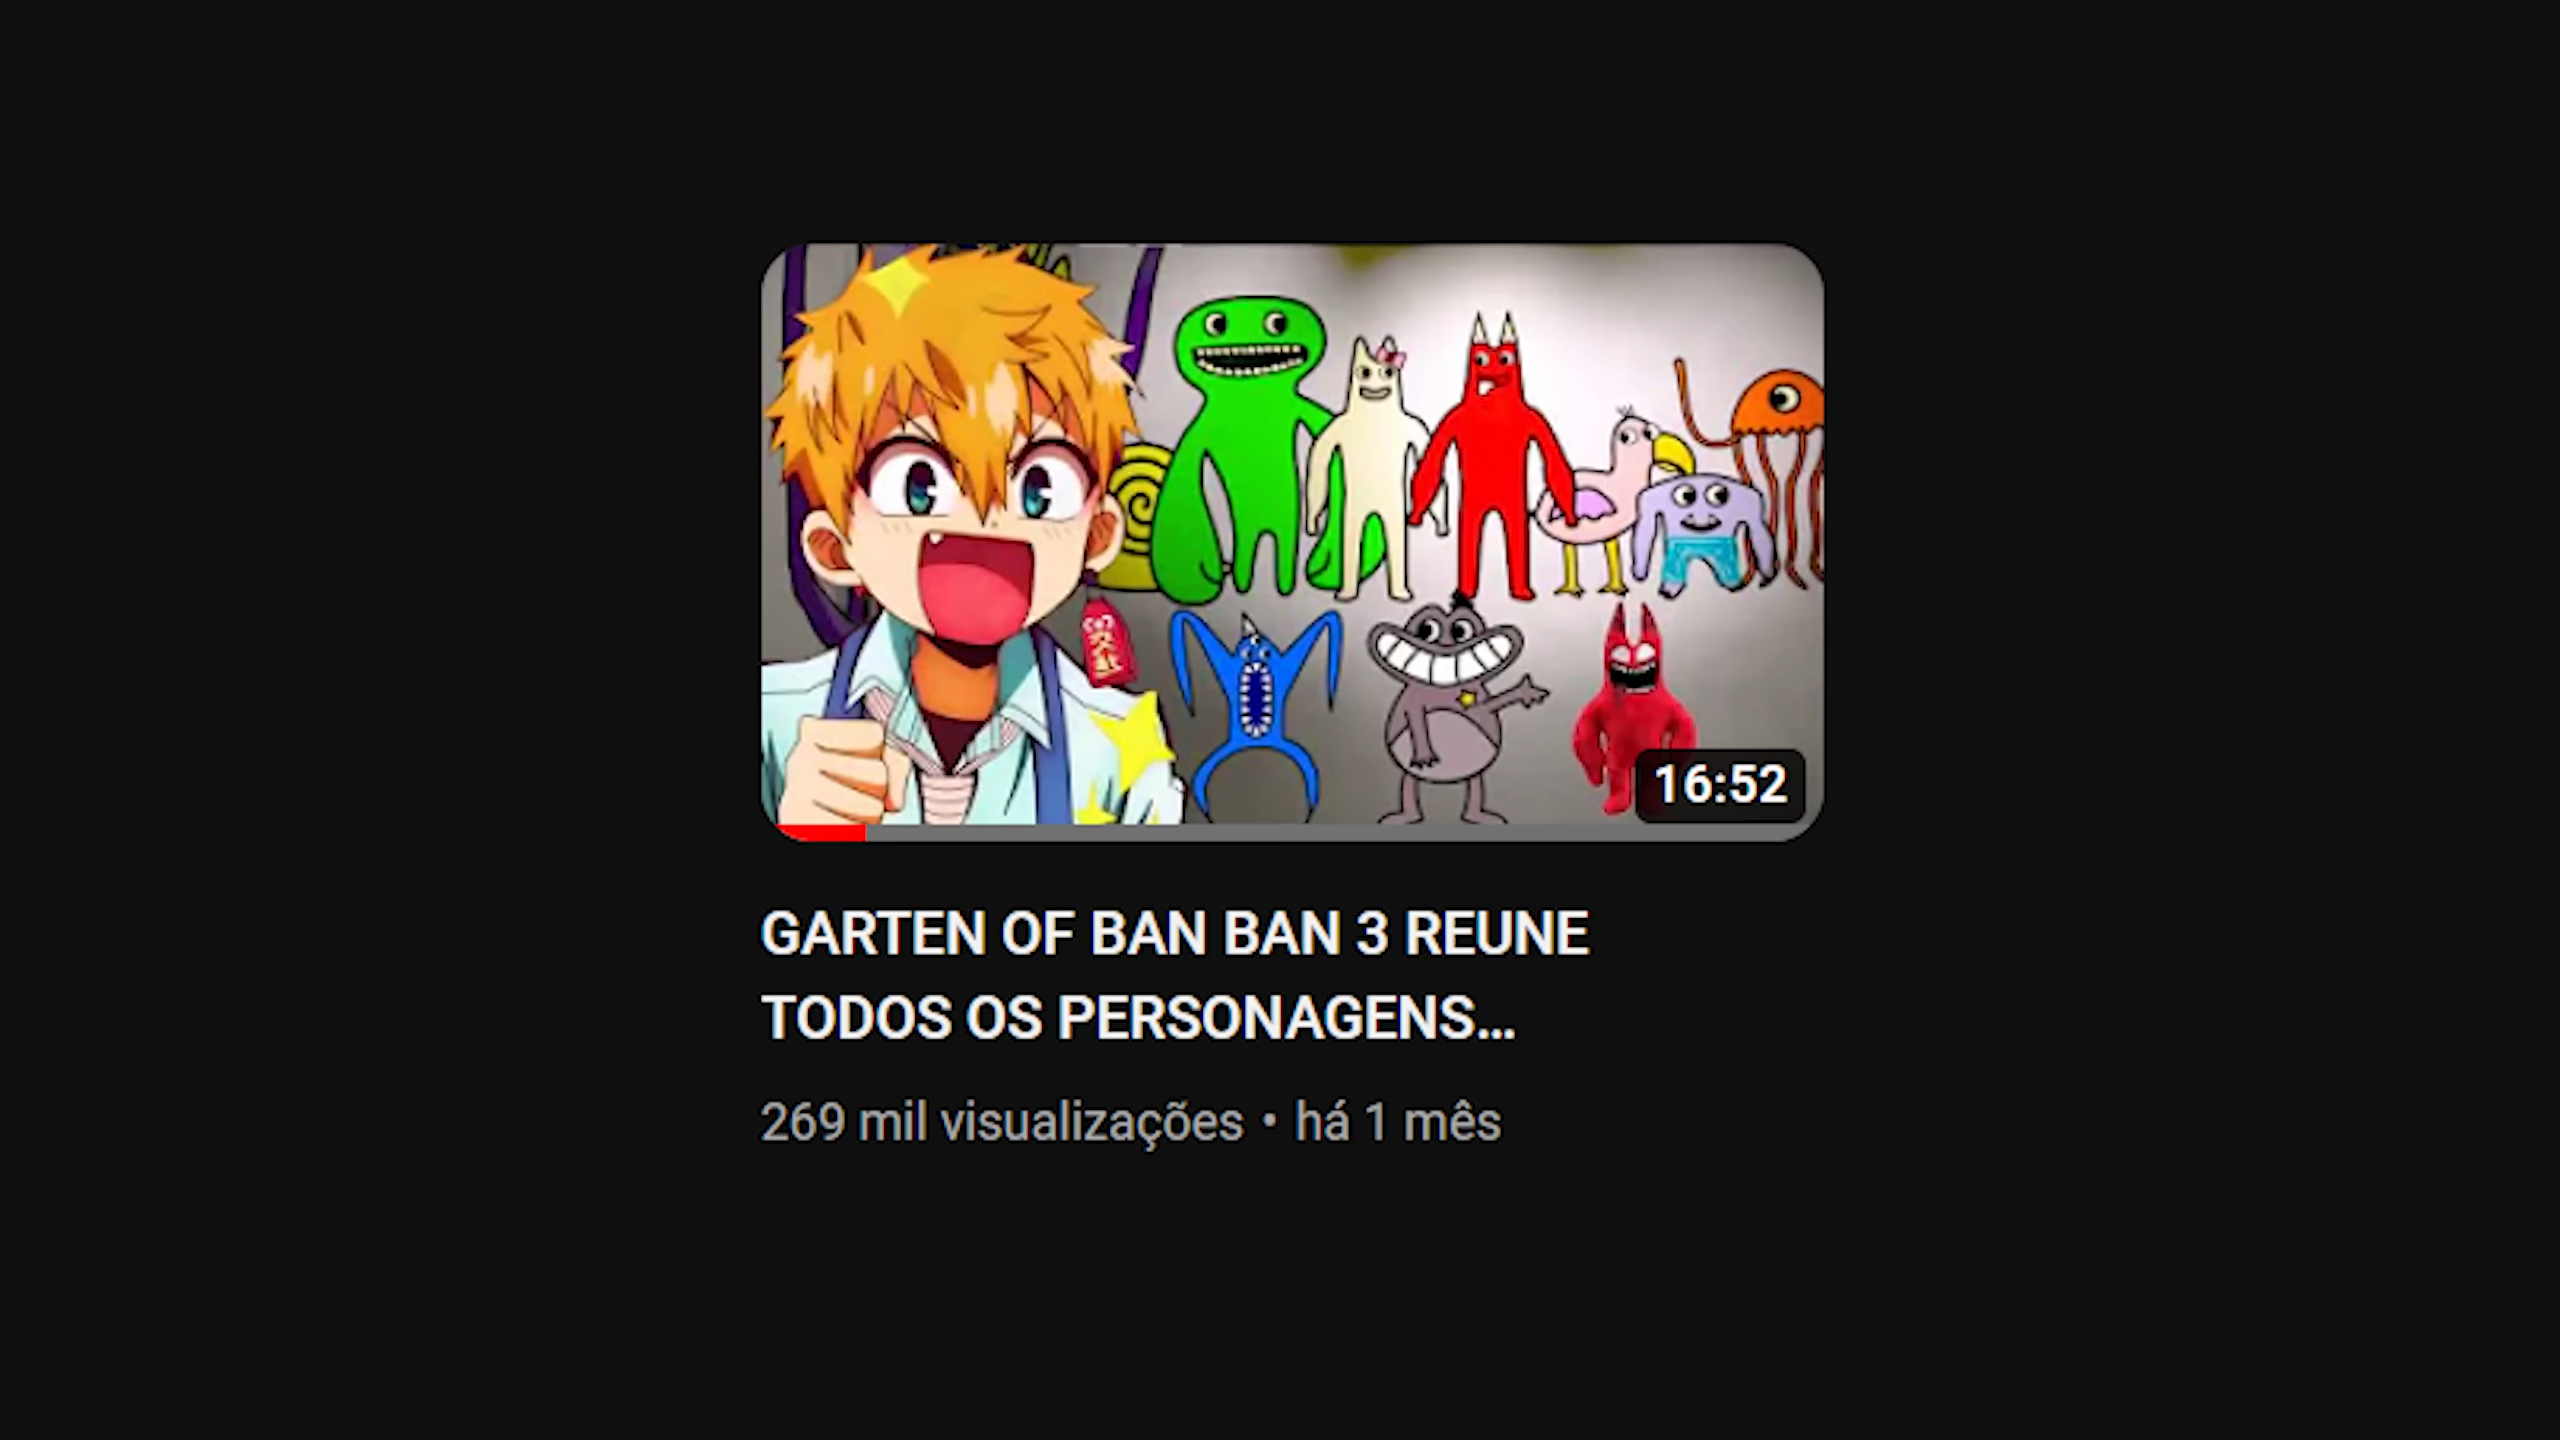 16:52
GARTEN OF BAN BAN 3 REUNE
TODOS OS PERSONAGENS...
269 mil visualizações • há 1 mês